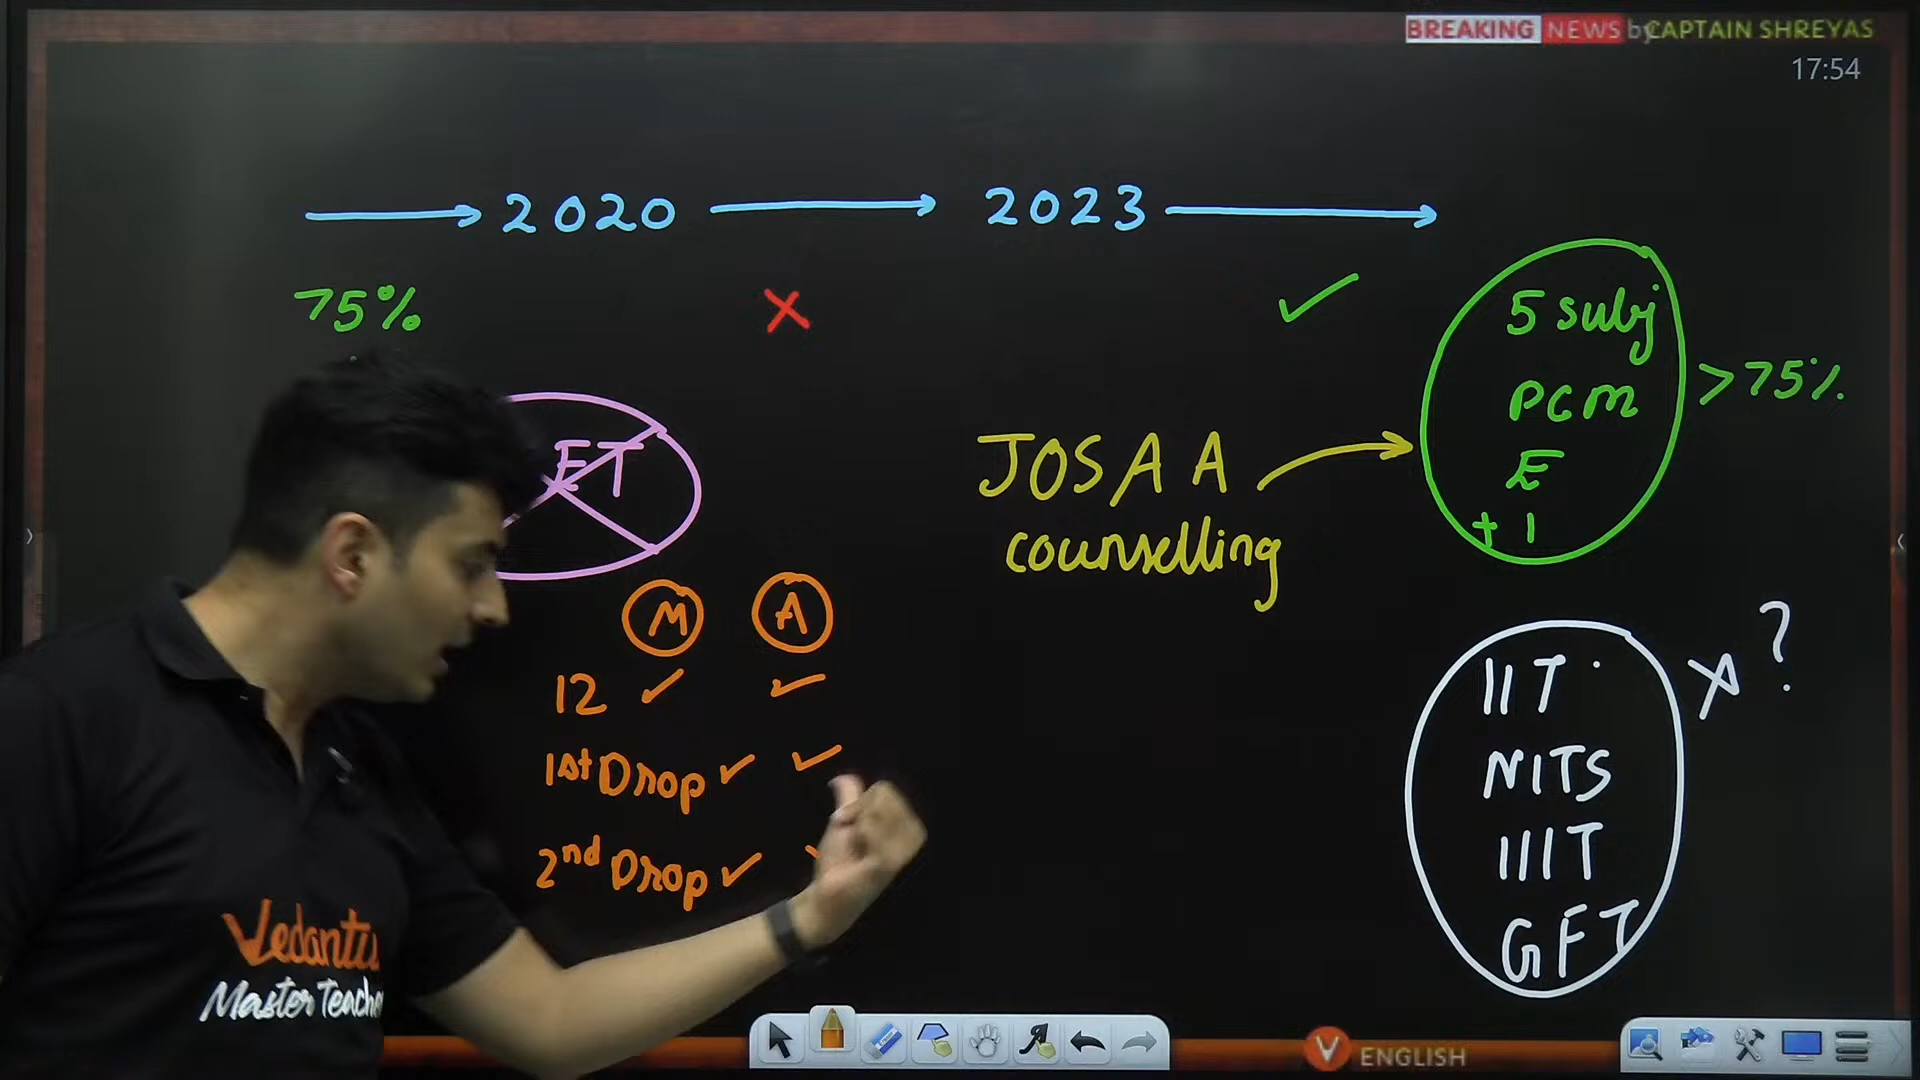 BREAKING NEWS by CAPTAIN SHREYAS
17:54
2020 2023
75%
5 subj
PCM
E
+ 1
>75%
JOSAA
counselling
M A
12
1st Drop
2nd Drop
IIT
NITS
IIIT
GFT
?
Vedantu
Master Teacher
V ENGLISH